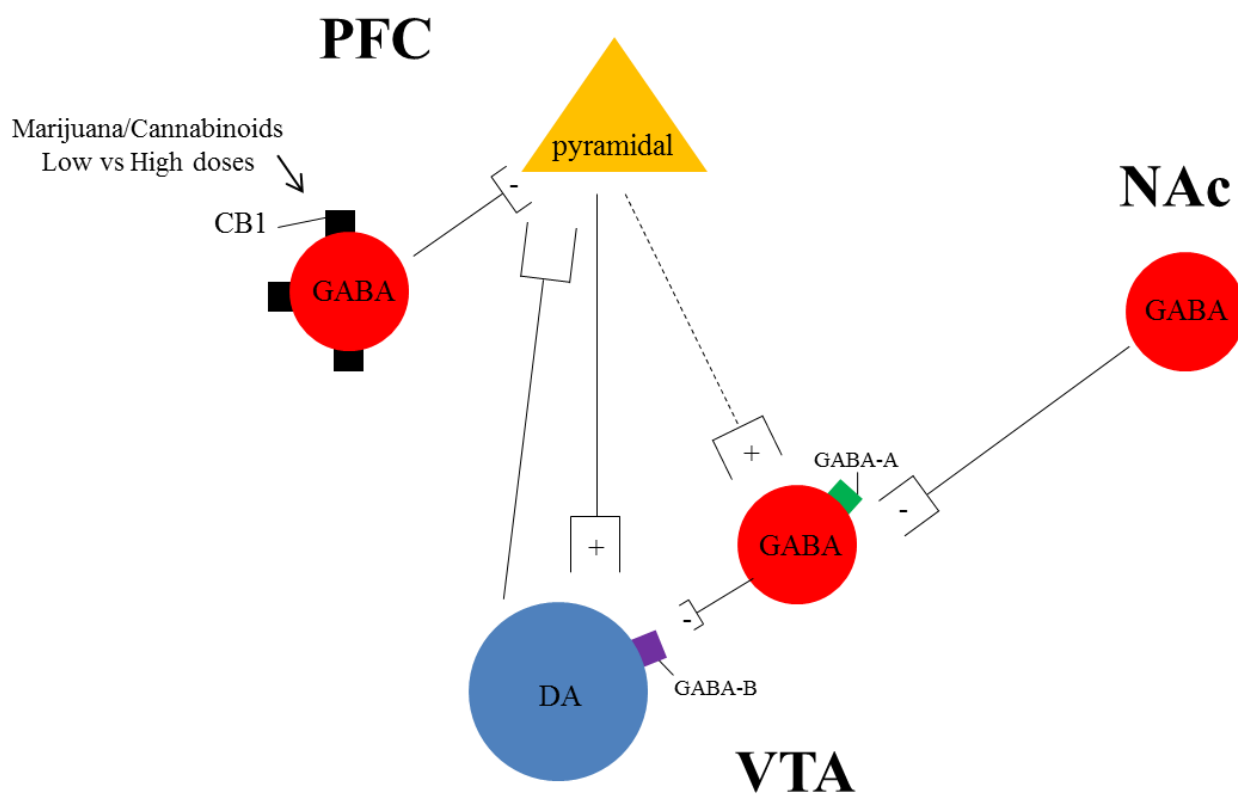 PFC
pyramidal
Marijuana/Cannabinoids
Low vs High doses
CB1
GABA
-
NAc
GABA
+
GABA-A
-
+
GABA
-
GABA-B
DA
VTA